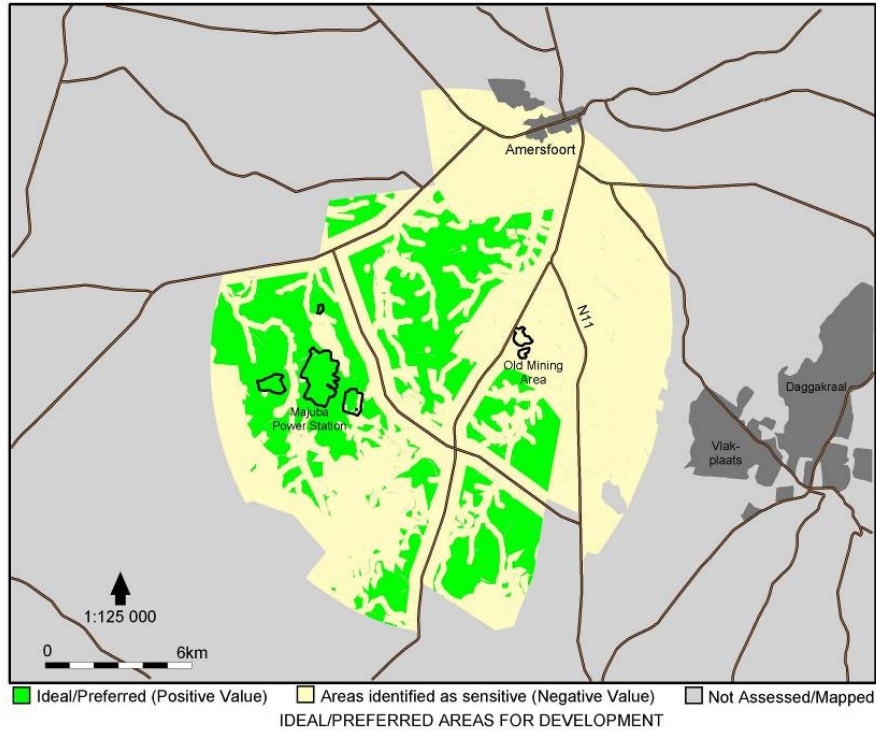 Amersfoort
N11
Old Mining
Area
Daggakraal
Majuba
Power Station
Vlak-
plaats
1:125 000
0 6km
Ideal/Preferred (Positive Value) Areas identified as sensitive (Negative Value) Not Assessed/Mapped
IDEAL/PREFERRED AREAS FOR DEVELOPMENT